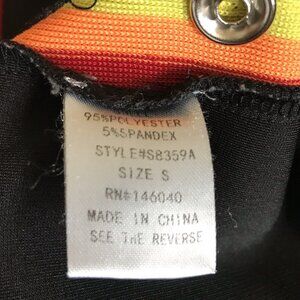 95%POLYESTER
5%SPANDEX
STYLE#S8359A
SIZE S
RN#146040
MADE IN CHINA
SEE THE REVERSE